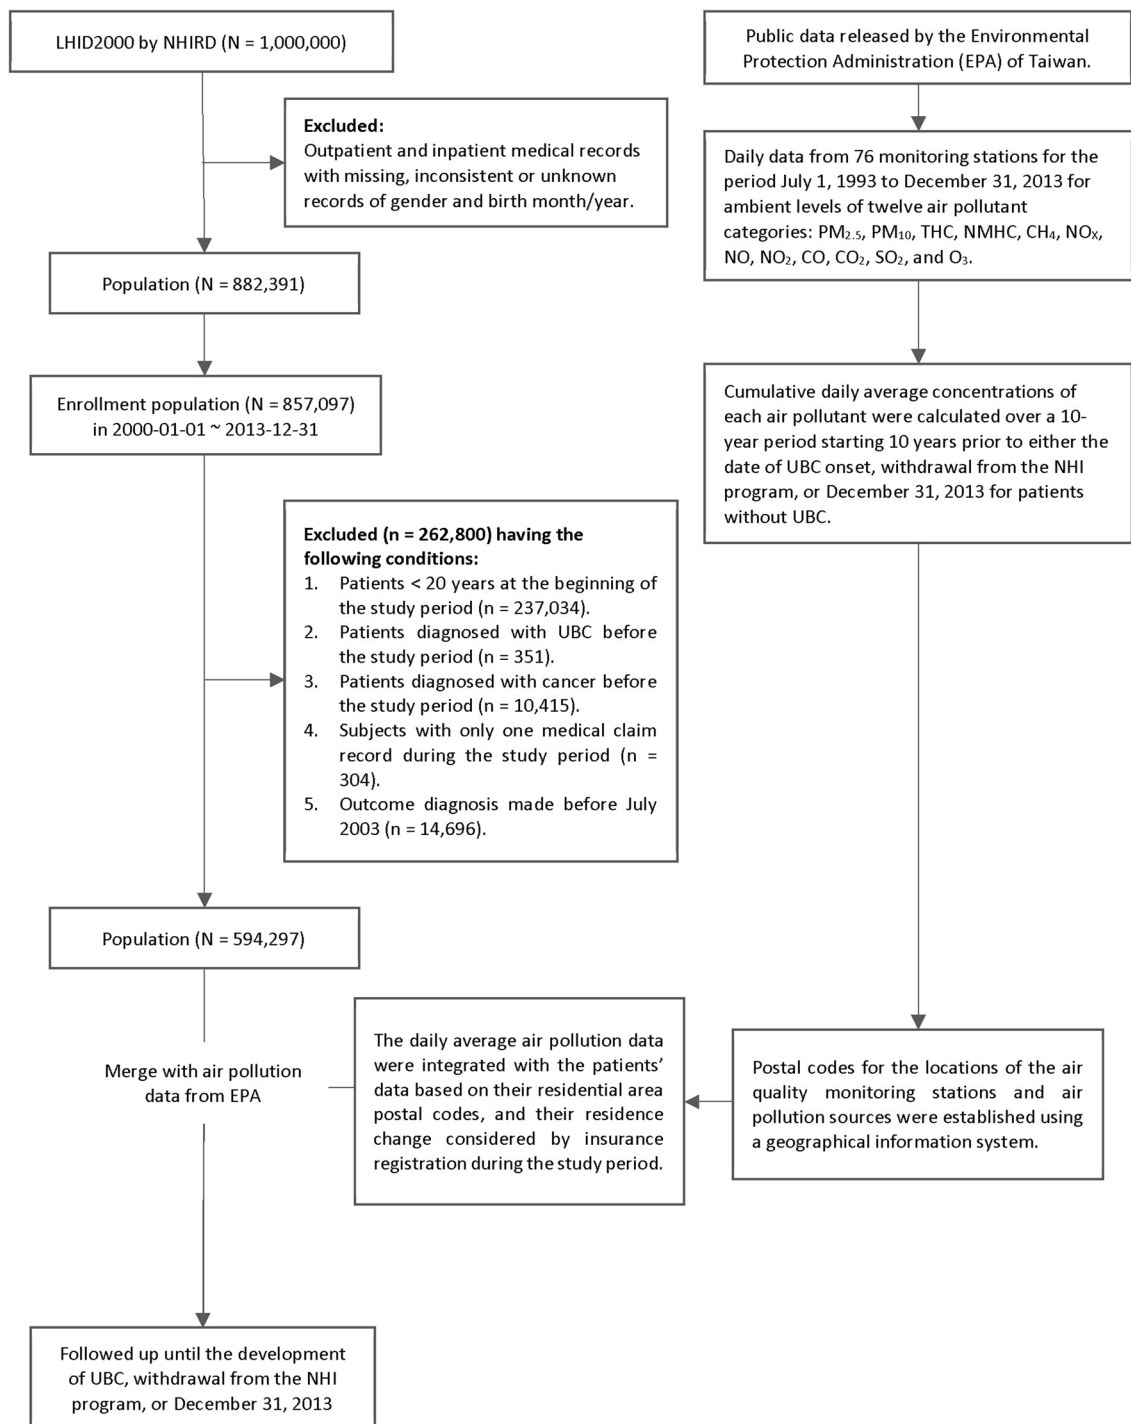 LHID2000 by NHIRD (N = 1,000,000)
Excluded:
Outpatient and inpatient medical records
with missing, inconsistent or unknown
records of gender and birth month/year.
Population (N = 882,391)
Enrollment population (N = 857,097)
in 2000-01-01 ~ 2013-12-31
Excluded (n = 262,800) having the
following conditions:
1. Patients < 20 years at the beginning of
the study period (n = 237,034).
2. Patients diagnosed with UBC before
the study period (n = 351).
3. Patients diagnosed with cancer before
the study period (n = 10,415).
4. Subjects with only one medical claim
record during the study period (n =
304).
5. Outcome diagnosis made before July
2003 (n = 14,696).
Population (N = 594,297)
Merge with air pollution
data from EPA
Followed up until the development
of UBC, withdrawal from the NHI
program, or December 31, 2013
Public data released by the Environmental
Protection Administration (EPA) of Taiwan.
Daily data from 76 monitoring stations for the
period July 1, 1993 to December 31, 2013 for
ambient levels of twelve air pollutant
categories: PM₂.₅, PM₁₀, THC, NMHC, CH₄, NOₓ,
NO, NO₂, CO, CO₂, SO₂, and O₃.
Cumulative daily average concentrations of
each air pollutant were calculated over a 10-
year period starting 10 years prior to either the
date of UBC onset, withdrawal from the NHI
program, or December 31, 2013 for patients
without UBC.
Postal codes for the locations of the air
quality monitoring stations and air
pollution sources were established using
a geographical information system.
The daily average air pollution data
were integrated with the patients’
data based on their residential area
postal codes, and their residence
change considered by insurance
registration during the study period.